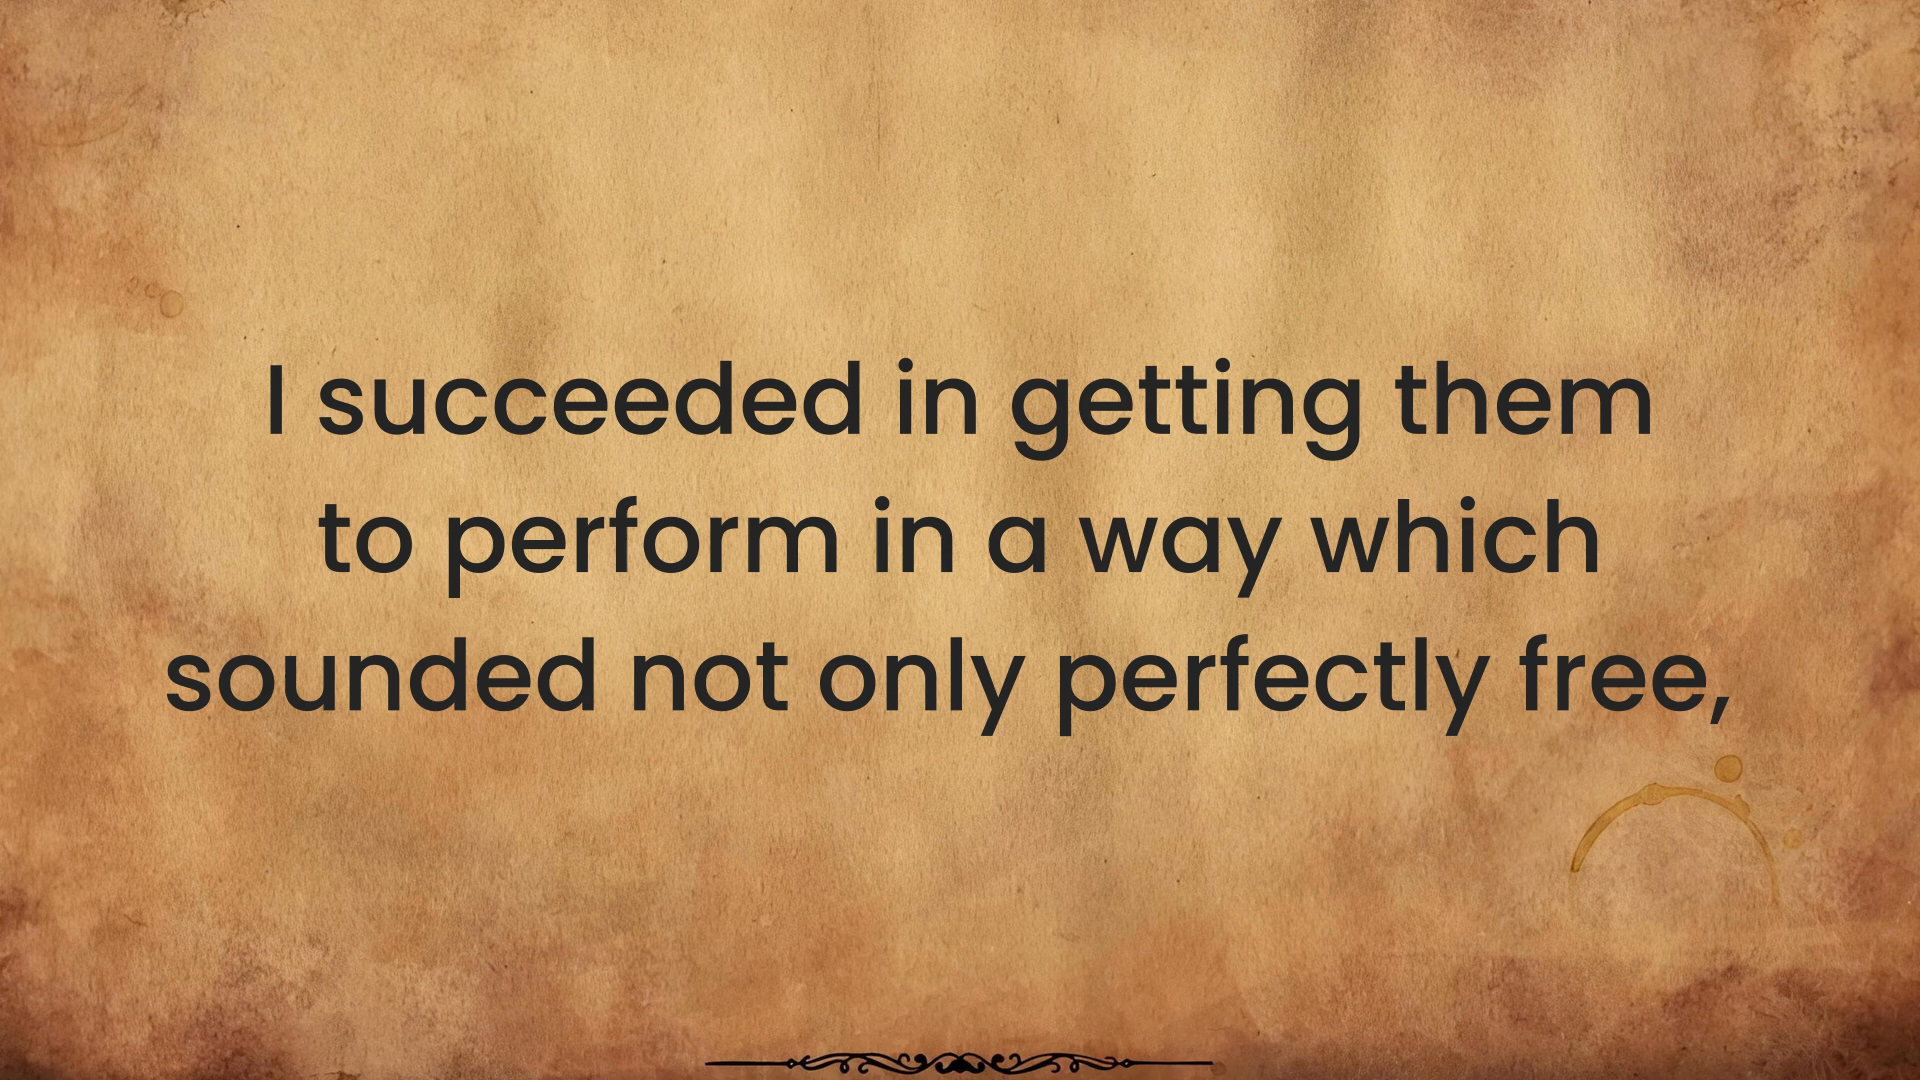 I succeeded in getting them
to perform in a way which
sounded not only perfectly free,